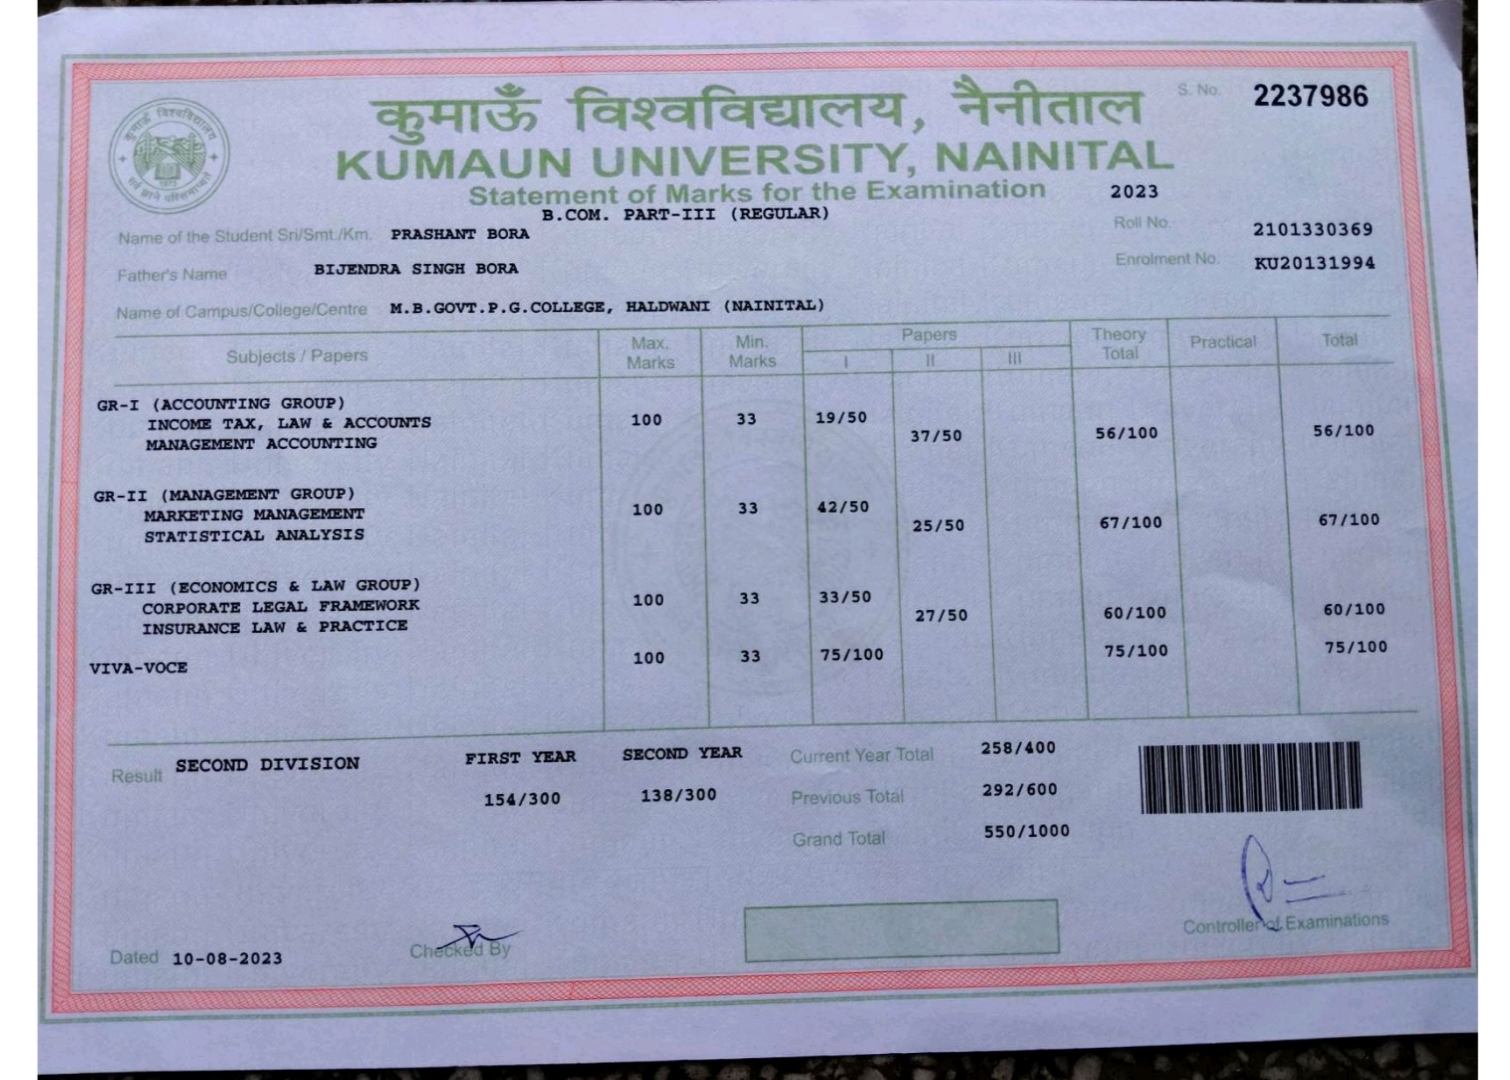 कुमाऊँ विश्वविद्यालय, नैनीताल
S. No. 2237986
KUMAUN UNIVERSITY, NAINITAL
Statement of Marks for the Examination 2023
B.COM. PART-III (REGULAR)
Name of the Student Sri/Smt./Km. PRASHANT BORA
Roll No. 2101330369
Father's Name BIJENDRA SINGH BORA
Enrolment No. KU20131994
Name of Campus/College/Centre M.B.GOVT.P.G.COLLEGE, HALDWANI (NAINITAL)
Subjects / Papers Max. Marks Min. Marks Papers Theory Total Practical Total
I II III
GR-I (ACCOUNTING GROUP)
INCOME TAX, LAW & ACCOUNTS 100 33 19/50
MANAGEMENT ACCOUNTING 37/50 56/100 56/100
GR-II (MANAGEMENT GROUP)
MARKETING MANAGEMENT 100 33 42/50
STATISTICAL ANALYSIS 25/50 67/100 67/100
GR-III (ECONOMICS & LAW GROUP)
CORPORATE LEGAL FRAMEWORK 100 33 33/50
INSURANCE LAW & PRACTICE 27/50 60/100 60/100
VIVA-VOCE 100 33 75/100 75/100 75/100
Result SECOND DIVISION FIRST YEAR SECOND YEAR Current Year Total 258/400
154/300 138/300 Previous Total 292/600
Grand Total 550/1000
Controller of Examinations
Dated 10-08-2023 Checked By